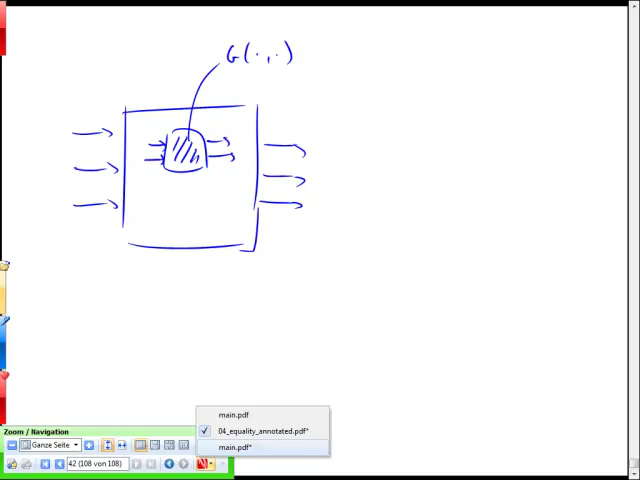 G(·,·)
main.pdf
04_equality_annotated.pdf*
main.pdf*
Zoom / Navigation
Ganze Seite
42 (108 von 108)